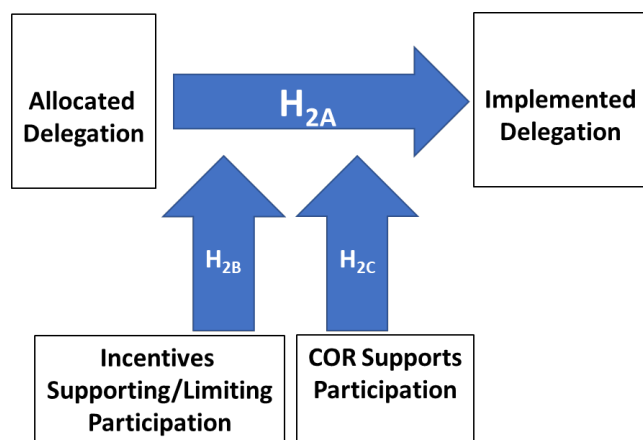 Allocated
Delegation
H2A
Implemented
Delegation
H2B
H2C
Incentives
Supporting/Limiting
Participation
COR Supports
Participation